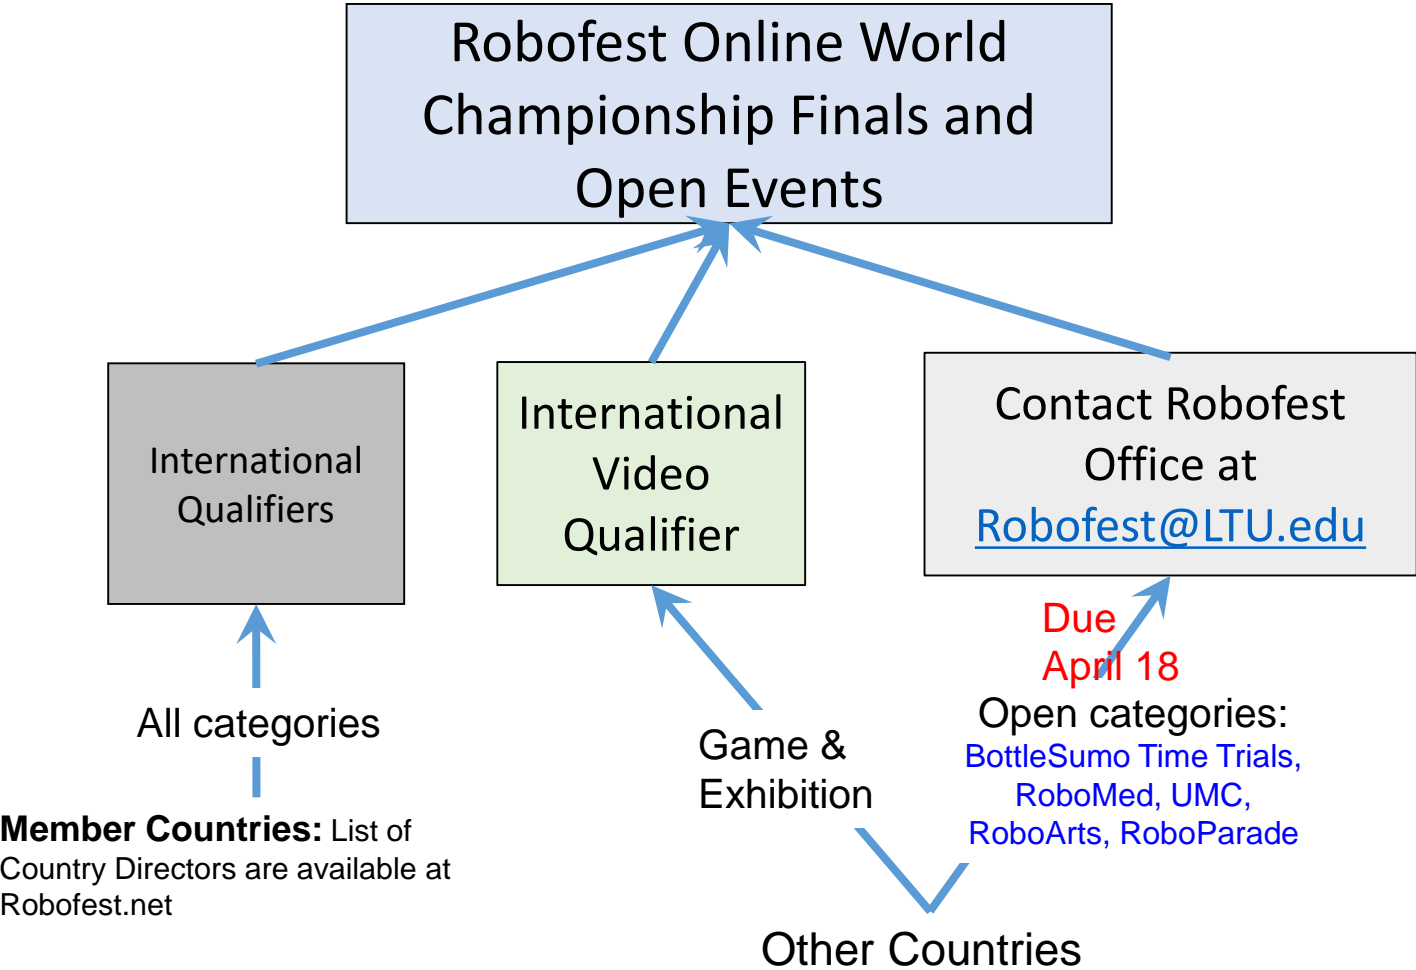 Robofest Online World
Championship Finals and
Open Events
International
Qualifiers
International
Video
Qualifier
Contact Robofest
Office at
Robofest@LTU.edu
Due
April 18
All categories
Game &
Exhibition
Open categories:
BottleSumo Time Trials,
RoboMed, UMC,
RoboArts, RoboParade
Member Countries: List of
Country Directors are available at
Robofest.net
Other Countries